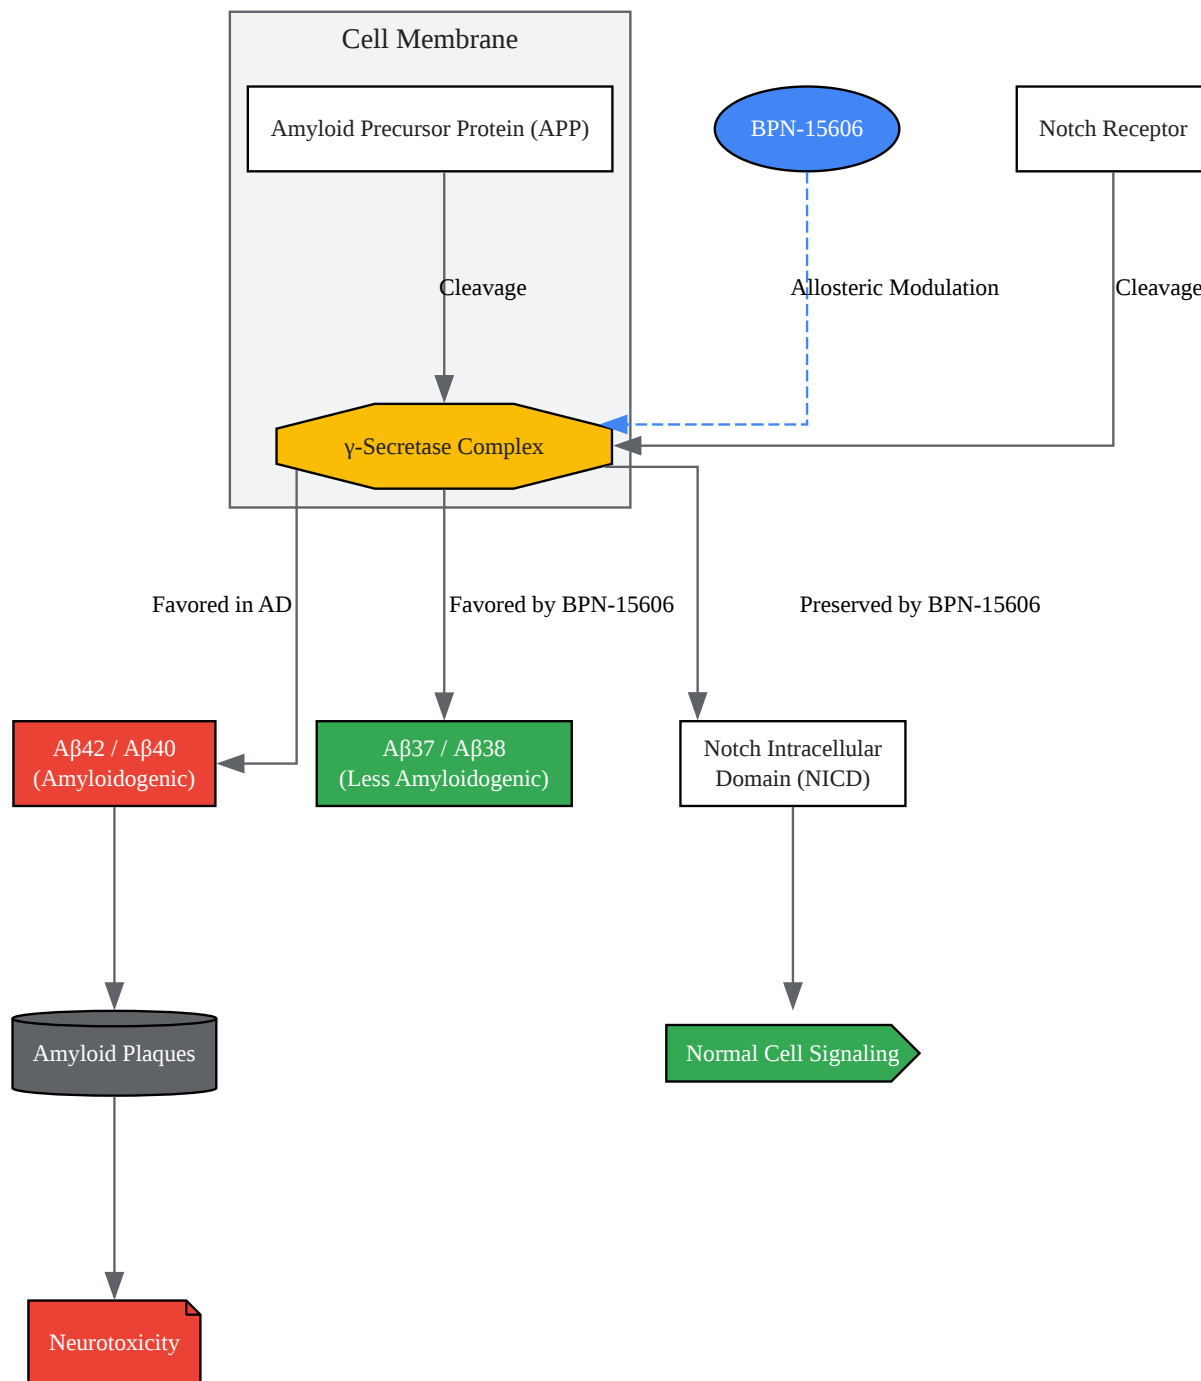 Cell Membrane
Amyloid Precursor Protein (APP)
BPN-15606
Notch Receptor
Cleavage
Allosteric Modulation
Cleavage
γ-Secretase Complex
Favored in AD
Favored by BPN-15606
Preserved by BPN-15606
Aβ42 / Aβ40
(Amyloidogenic)
Aβ37 / Aβ38
(Less Amyloidogenic)
Notch Intracellular
Domain (NICD)
Amyloid Plaques
Normal Cell Signaling
Neurotoxicity